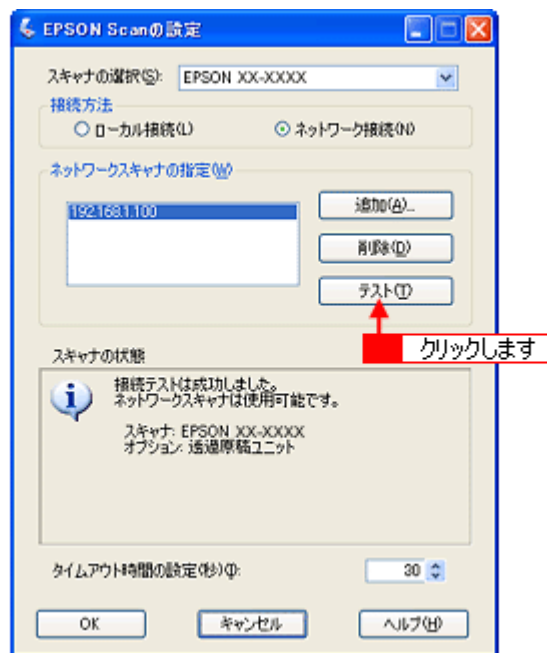 EPSON Scanの設定
スキャナの選択(S): EPSON XX-XXXX
接続方法
ローカル接続(L) ネットワーク接続(N)
ネットワークスキャナの指定(W)
192.168.1.100
追加(A)...
削除(D)
テスト(T)
クリックします
スキャナの状態
接続テストは成功しました。
ネットワークスキャナは使用可能です。
スキャナ: EPSON XX-XXXX
オプション: 透過原稿ユニット
タイムアウト時間の設定(秒)(I): 30
OK キャンセル ヘルプ(H)